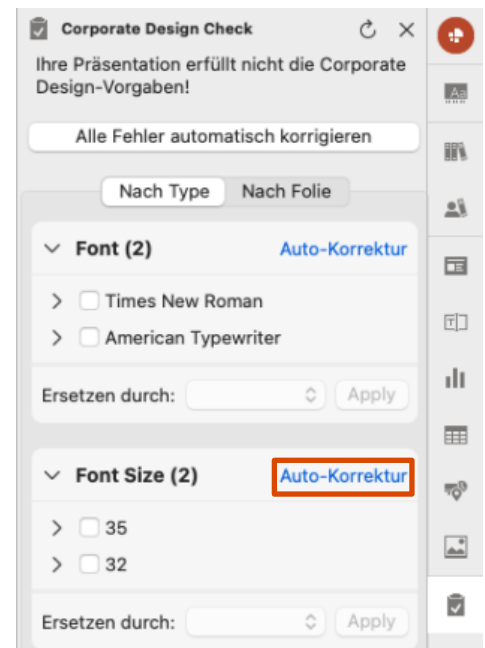 Corporate Design Check
Ihre Präsentation erfüllt nicht die Corporate
Design-Vorgaben!
Alle Fehler automatisch korrigieren
Nach Type Nach Folie
Font (2) Auto-Korrektur
Times New Roman
American Typewriter
Ersetzen durch: Apply
Font Size (2) Auto-Korrektur
35
32
Ersetzen durch: Apply
Aa
T